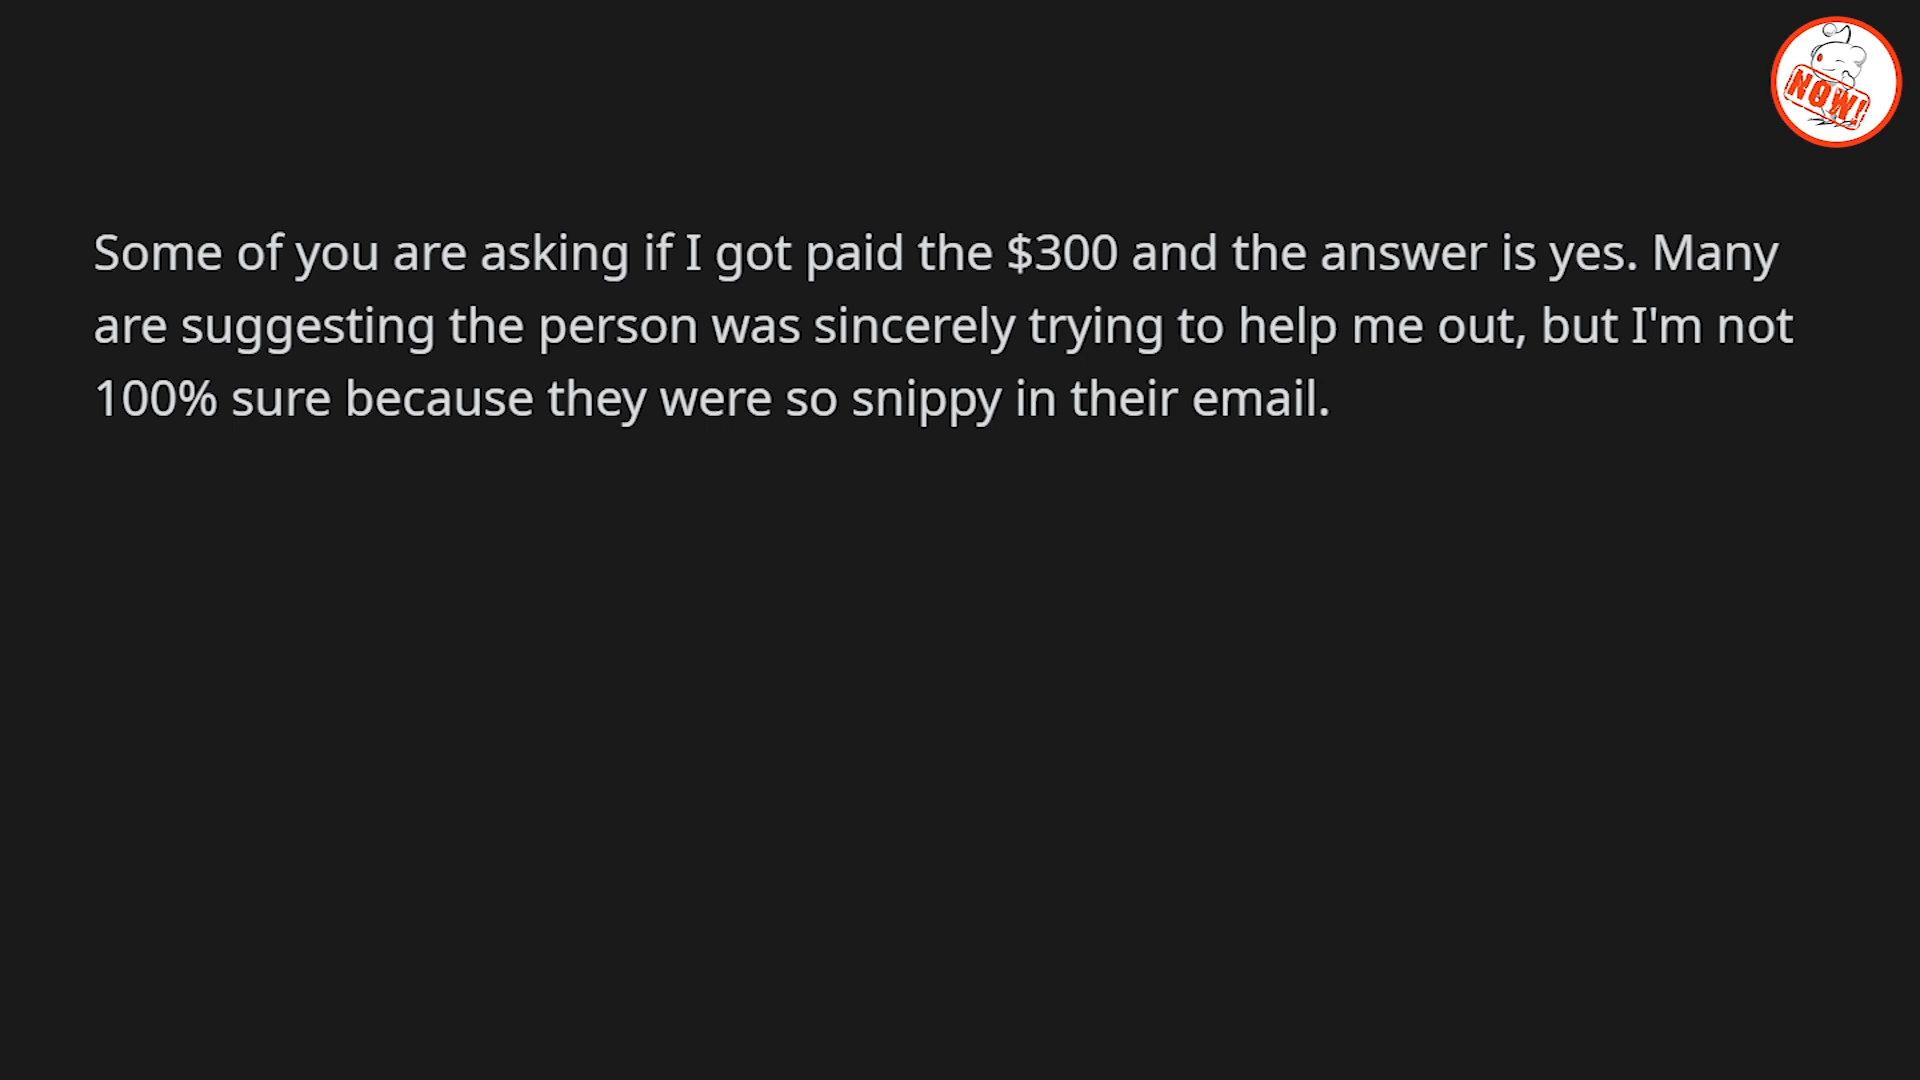 NOW!
Some of you are asking if I got paid the $300 and the answer is yes. Many
are suggesting the person was sincerely trying to help me out, but I'm not
100% sure because they were so snippy in their email.